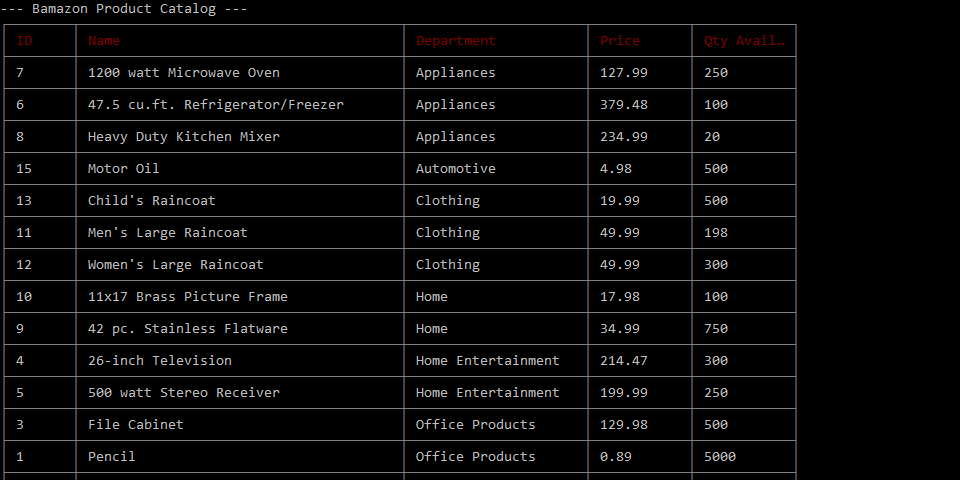 --- Bamazon Product Catalog ---
ID Name Department Price Qty Avail…
7 1200 watt Microwave Oven Appliances 127.99 250
6 47.5 cu.ft. Refrigerator/Freezer Appliances 379.48 100
8 Heavy Duty Kitchen Mixer Appliances 234.99 20
15 Motor Oil Automotive 4.98 500
13 Child's Raincoat Clothing 19.99 500
11 Men's Large Raincoat Clothing 49.99 198
12 Women's Large Raincoat Clothing 49.99 300
10 11x17 Brass Picture Frame Home 17.98 100
9 42 pc. Stainless Flatware Home 34.99 750
4 26-inch Television Home Entertainment 214.47 300
5 500 watt Stereo Receiver Home Entertainment 199.99 250
3 File Cabinet Office Products 129.98 500
1 Pencil Office Products 0.89 5000